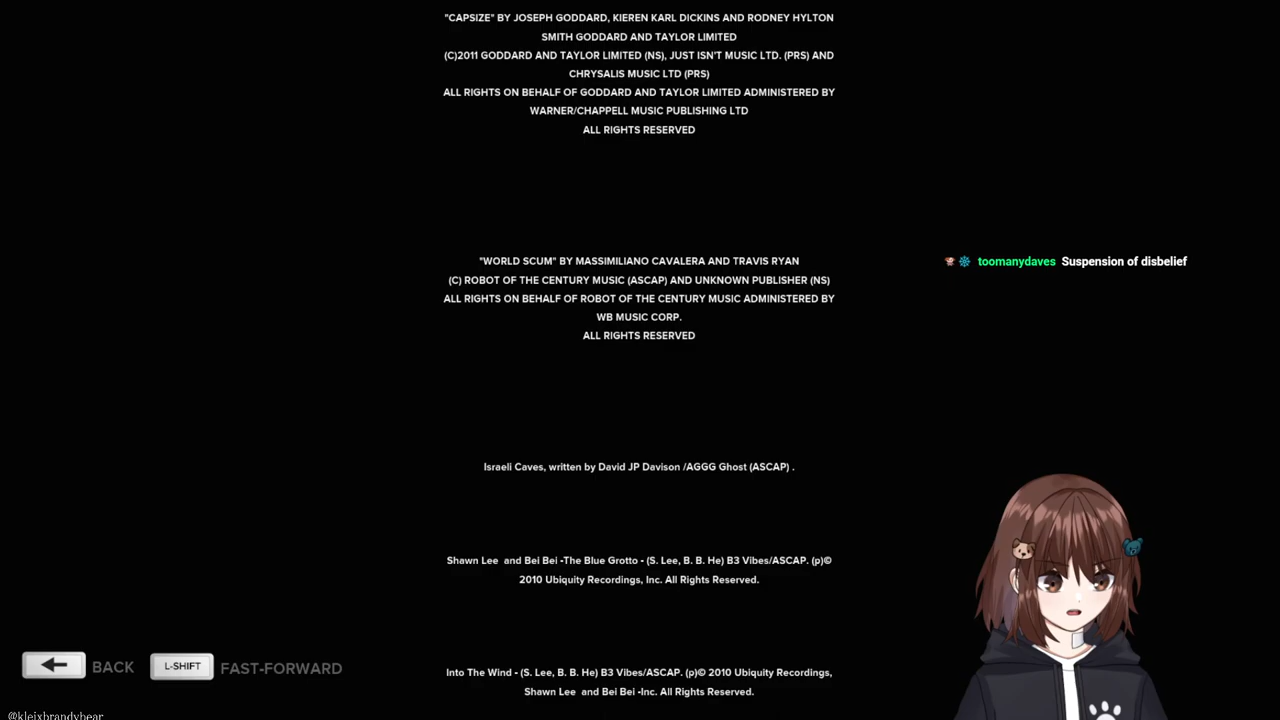 "CAPSIZE" BY JOSEPH GODDARD, KIEREN KARL DICKINS AND RODNEY HYLTON
SMITH GODDARD AND TAYLOR LIMITED
(C)2011 GODDARD AND TAYLOR LIMITED (NS), JUST ISN'T MUSIC LTD. (PRS) AND
CHRYSALIS MUSIC LTD (PRS)
ALL RIGHTS ON BEHALF OF GODDARD AND TAYLOR LIMITED ADMINISTERED BY
WARNER/CHAPPELL MUSIC PUBLISHING LTD
ALL RIGHTS RESERVED
"WORLD SCUM" BY MASSIMILIANO CAVALERA AND TRAVIS RYAN
(C) ROBOT OF THE CENTURY MUSIC (ASCAP) AND UNKNOWN PUBLISHER (NS)
ALL RIGHTS ON BEHALF OF ROBOT OF THE CENTURY MUSIC ADMINISTERED BY
WB MUSIC CORP.
ALL RIGHTS RESERVED
toomanydaves Suspension of disbelief
Israeli Caves, written by David JP Davison /AGGG Ghost (ASCAP) .
Shawn Lee  and Bei Bei -The Blue Grotto - (S. Lee, B. B. He) B3 Vibes/ASCAP. (p)©
2010 Ubiquity Recordings, Inc. All Rights Reserved.
Into The Wind - (S. Lee, B. B. He) B3 Vibes/ASCAP. (p)© 2010 Ubiquity Recordings,
Shawn Lee  and Bei Bei -Inc. All Rights Reserved.
BACK L-SHIFT FAST-FORWARD
@kleixbrandybear